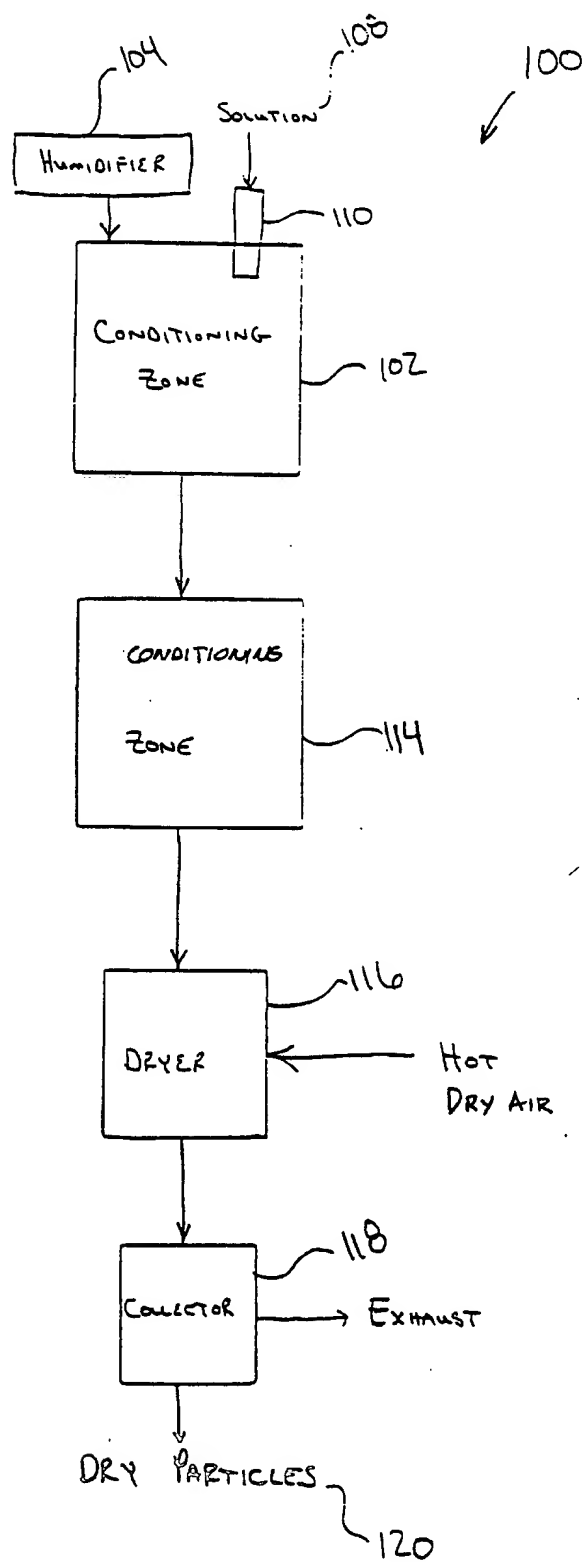 104
108
100
SOLUTION
HUMIDIFIER
110
CONDITIONING
ZONE
102
CONDITIONING
ZONE
114
116
DRYER
HOT
DRY AIR
118
COLLECTOR
EXHAUST
DRY PARTICLES
120